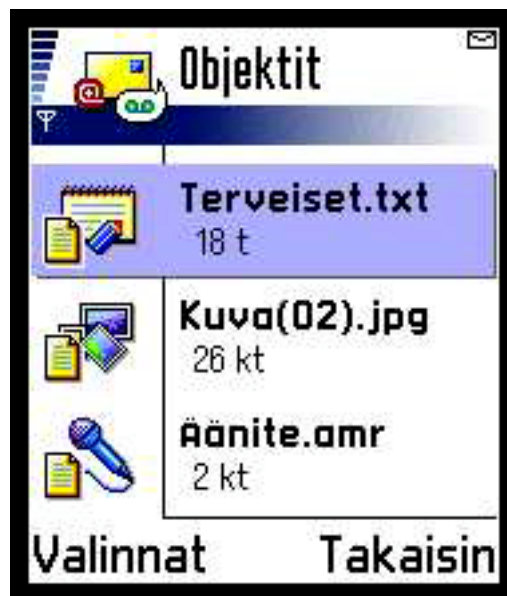 Objektit
Terveiset.txt
18 t
Kuva(02).jpg
26 kt
Äänite.amr
2 kt
Valinnat Takaisin